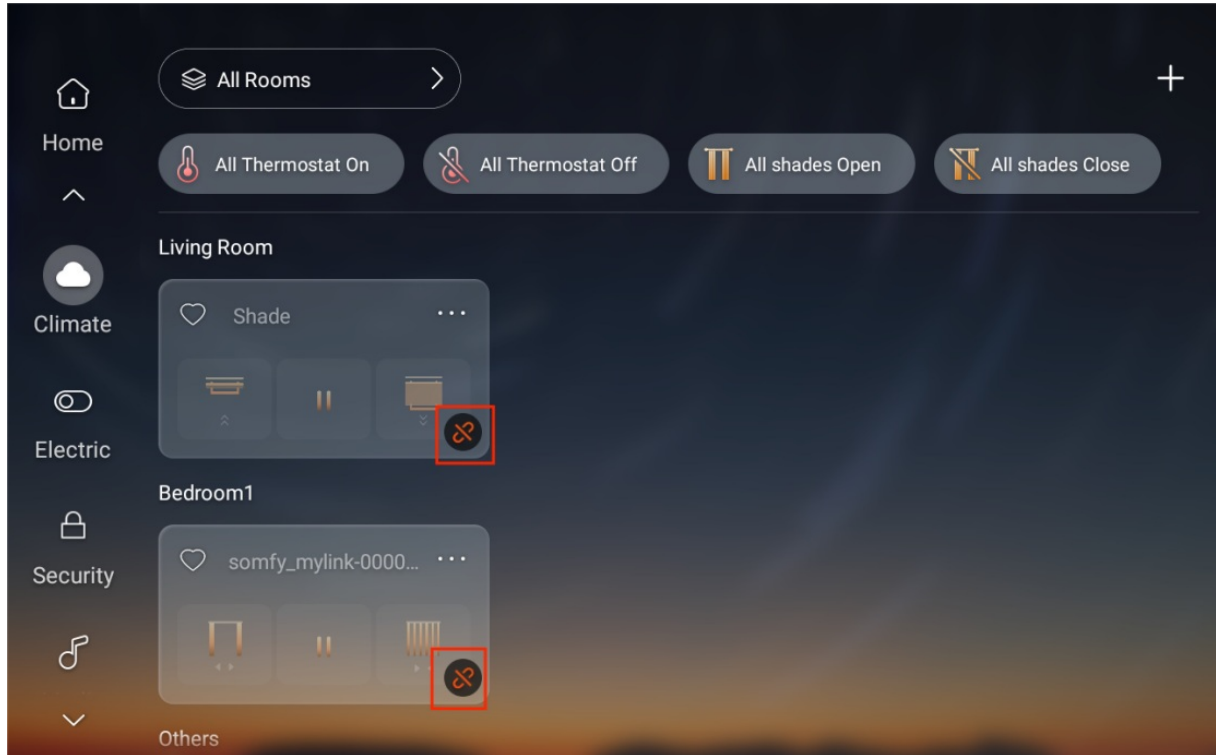 All Rooms
Home
All Thermostat On
All Thermostat Off
All shades Open
All shades Close
Living Room
Climate
Shade
Electric
Bedroom1
Security
somfy_mylink-0000...
Others